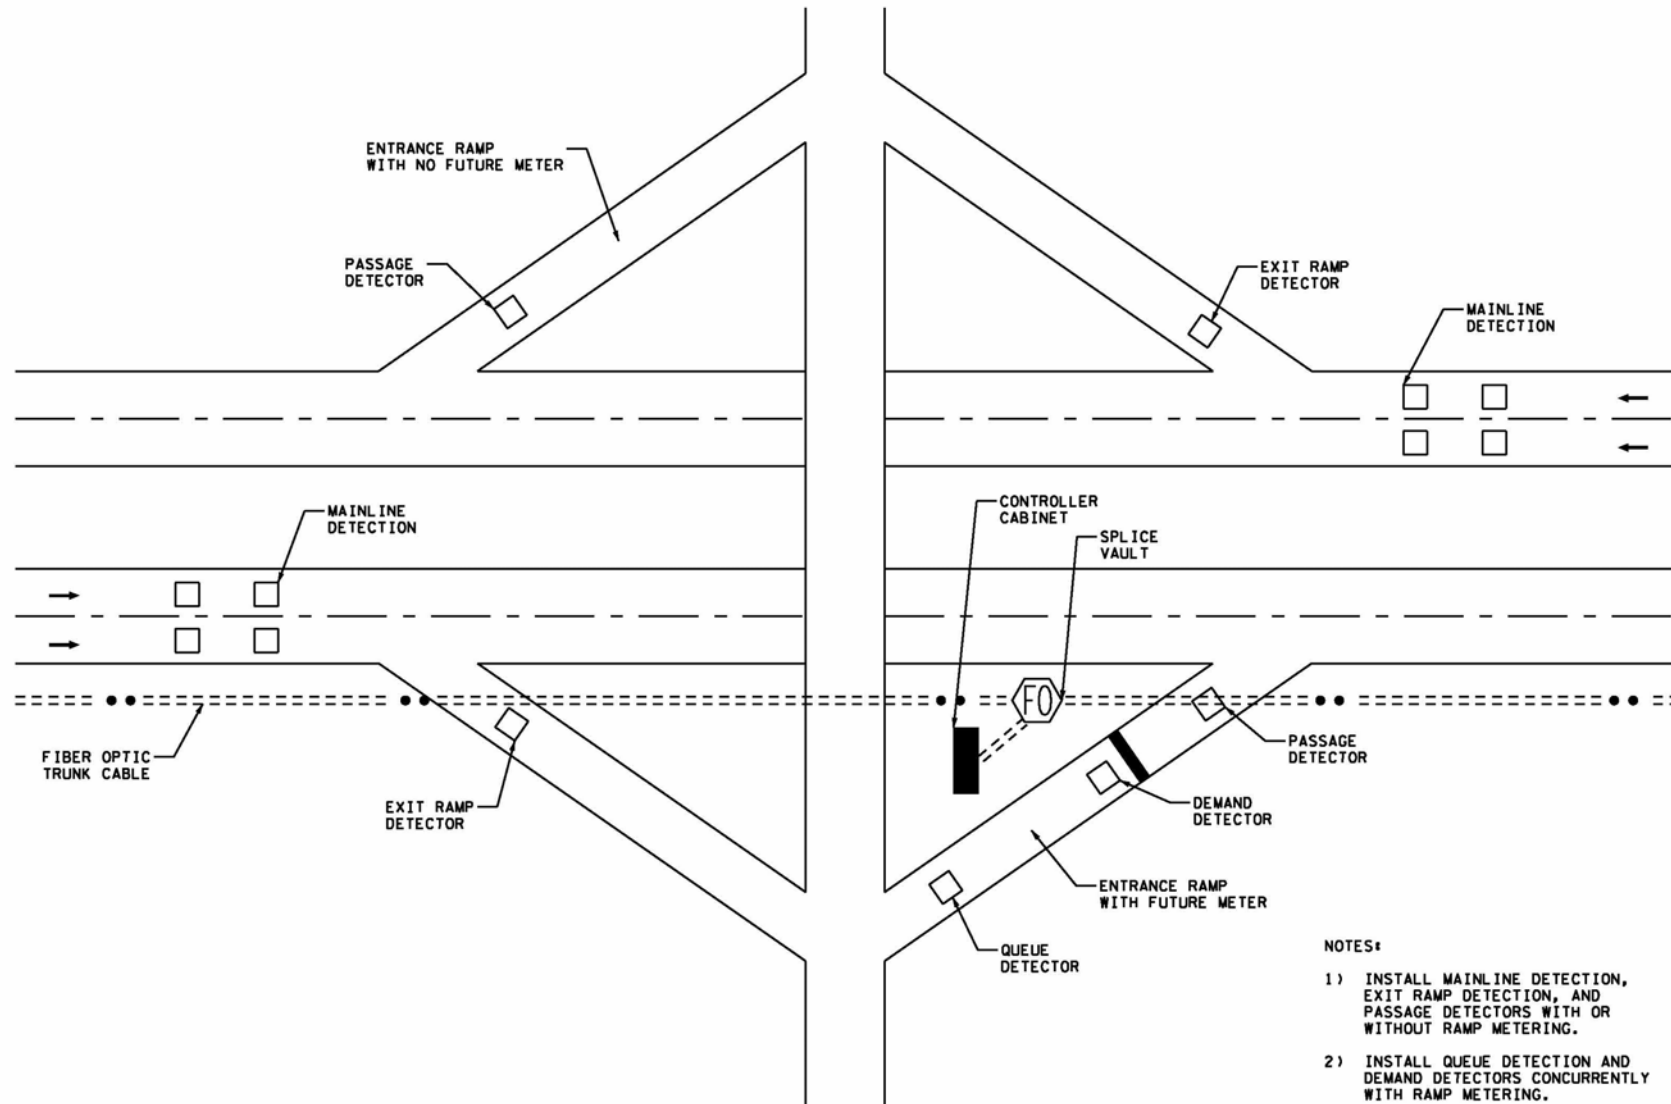 ENTRANCE RAMP
WITH NO FUTURE METER
PASSAGE
DETECTOR
EXIT RAMP
DETECTOR
MAINLINE
DETECTION
CONTROLLER
CABINET
MAINLINE
DETECTION
SPLICE
VAULT
FO
FIBER OPTIC
TRUNK CABLE
PASSAGE
DETECTOR
EXIT RAMP
DETECTOR
DEMAND
DETECTOR
ENTRANCE RAMP
WITH FUTURE METER
QUEUE
DETECTOR
NOTES:
1) INSTALL MAINLINE DETECTION,
EXIT RAMP DETECTION, AND
PASSAGE DETECTORS WITH OR
WITHOUT RAMP METERING.
2) INSTALL QUEUE DETECTION AND
DEMAND DETECTORS CONCURRENTLY
WITH RAMP METERING.